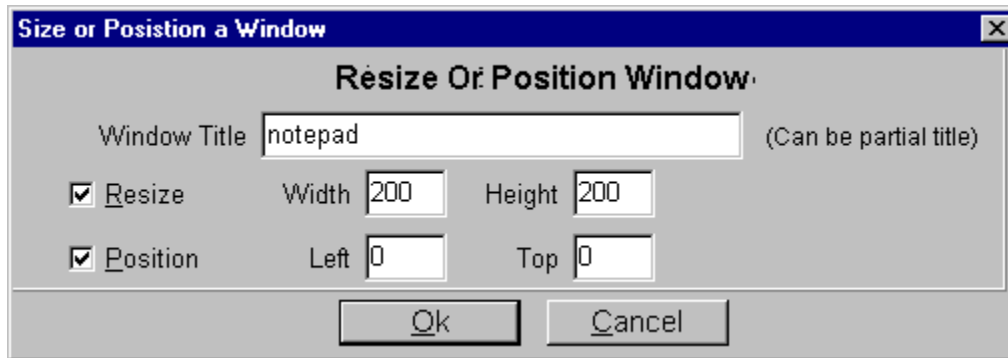 Size or Posistion a Window
Resize Or Position Window
Window Title notepad (Can be partial title)
Resize Width 200 Height 200
Position Left 0 Top 0
Ok Cancel